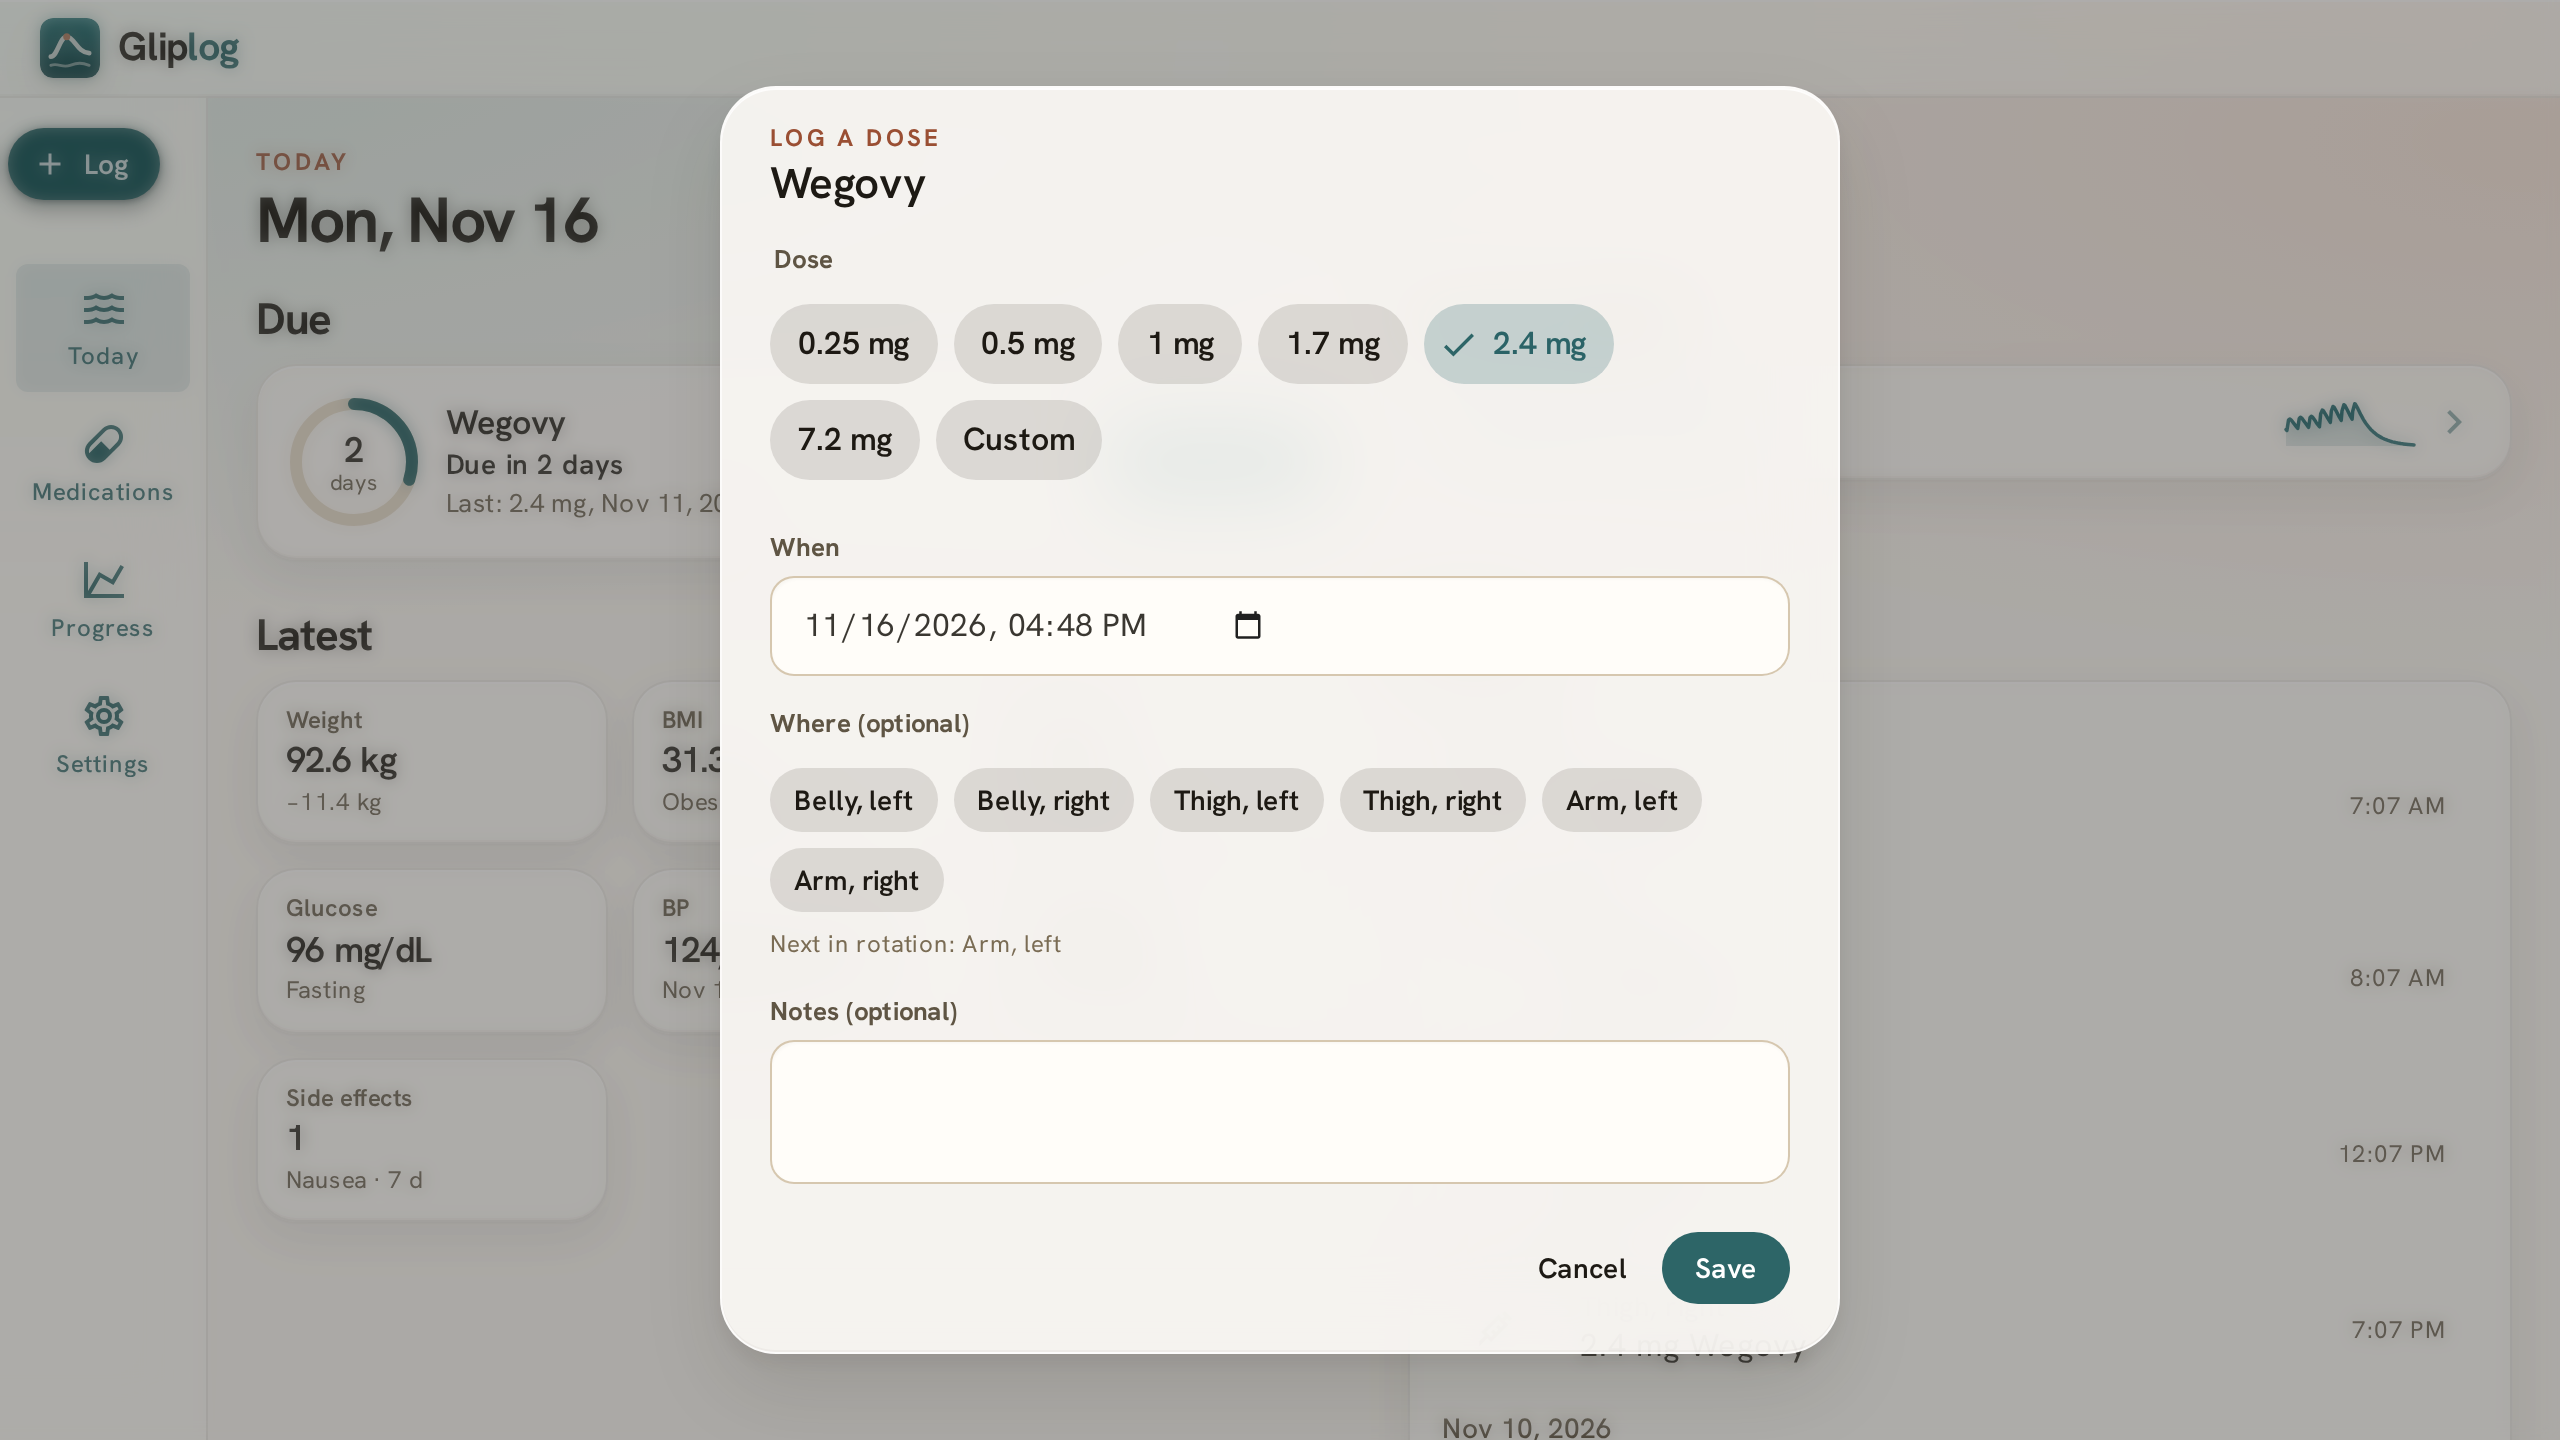 Gliplog
Log
Today
Medications
Progress
Settings
TODAY
Mon, Nov 16
Due
2
days
Wegovy
Due in 2 days
Last: 2.4 mg, Nov 11, 20
Latest
Weight
92.6 kg
−11.4 kg
BMI
31.3
Obes
Glucose
96 mg/dL
Fasting
BP
124/
Nov 1
Side effects
1
Nausea · 7 d
LOG A DOSE
Wegovy
Dose
0.25 mg
0.5 mg
1 mg
1.7 mg
2.4 mg
7.2 mg
Custom
When
11/16/2026, 04:48 PM
Where (optional)
Belly, left
Belly, right
Thigh, left
Thigh, right
Arm, left
Arm, right
Next in rotation: Arm, left
Notes (optional)
Cancel
Save
7:07 AM
8:07 AM
12:07 PM
2.4 mg Wegovy
7:07 PM
Nov 10, 2026